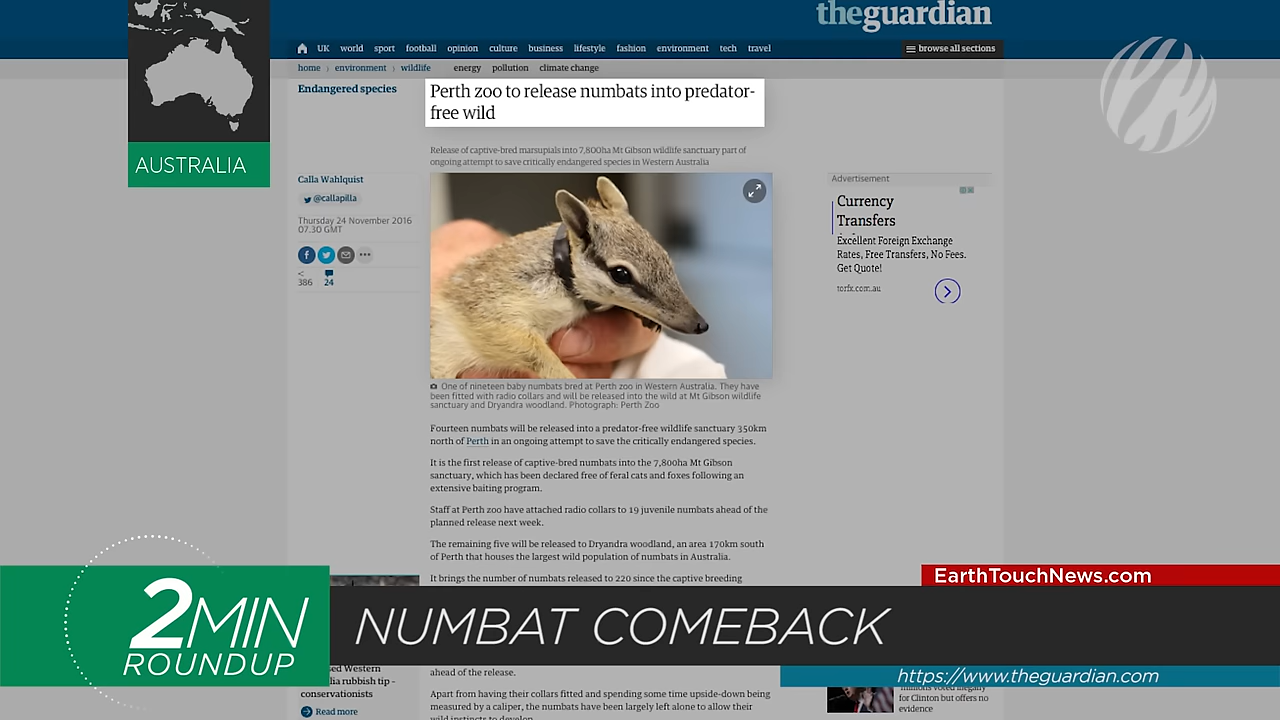 theguardian
UK world sport football opinion culture business lifestyle fashion environment tech travel
browse all sections
home › environment › wildlife energy pollution climate change
AUSTRALIA
Endangered species
Perth zoo to release numbats into predator-
free wild
Release of captive-bred marsupials into 7,800ha Mt Gibson wildlife sanctuary part of
ongoing attempt to save critically endangered species in Western Australia
Calla Wahlquist
@callapilla
Thursday 24 November 2016
07.30 GMT
386 24
Advertisement
Currency
Transfers
Excellent Foreign Exchange
Rates, Free Transfers, No Fees.
Get Quote!
torfx.com.au
One of nineteen baby numbats bred at Perth zoo in Western Australia. They have
been fitted with radio collars and will be released into the wild at Mt Gibson wildlife
sanctuary and Dryandra woodland. Photograph: Perth Zoo
Fourteen numbats will be released into a predator-free wildlife sanctuary 350km
north of Perth in an ongoing attempt to save the critically endangered species.
It is the first release of captive-bred numbats into the 7,800ha Mt Gibson
sanctuary, which has been declared free of feral cats and foxes following an
extensive baiting program.
Staff at Perth zoo have attached radio collars to 19 juvenile numbats ahead of the
planned release next week.
The remaining five will be released to Dryandra woodland, an area 170km south
of Perth that houses the largest wild population of numbats in Australia.
It brings the number of numbats released to 220 since the captive breeding
EarthTouchNews.com
2MIN
ROUNDUP
NUMBAT COMEBACK
https://www.theguardian.com
rubbish tip –
conservationists
Read more
ahead of the release.
Apart from having their collars fitted and spending some time upside-down being
measured by a caliper, the numbats have been largely left alone to allow their
wild instincts to develop.
millions voted illegally
for Clinton but offers no
evidence